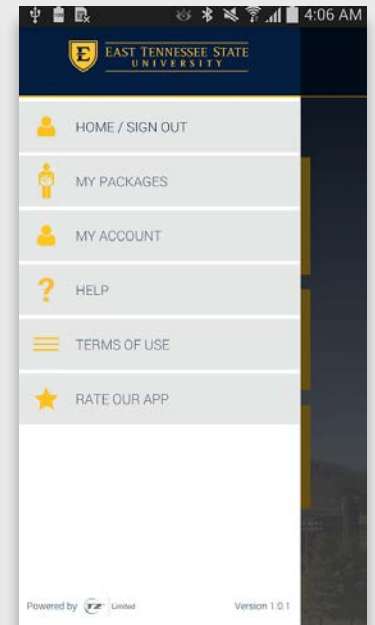 4:06 AM
E EAST TENNESSEE STATE
UNIVERSITY
HOME / SIGN OUT
MY PACKAGES
MY ACCOUNT
? HELP
TERMS OF USE
RATE OUR APP
Powered by TZ Limited Version 1.0.1